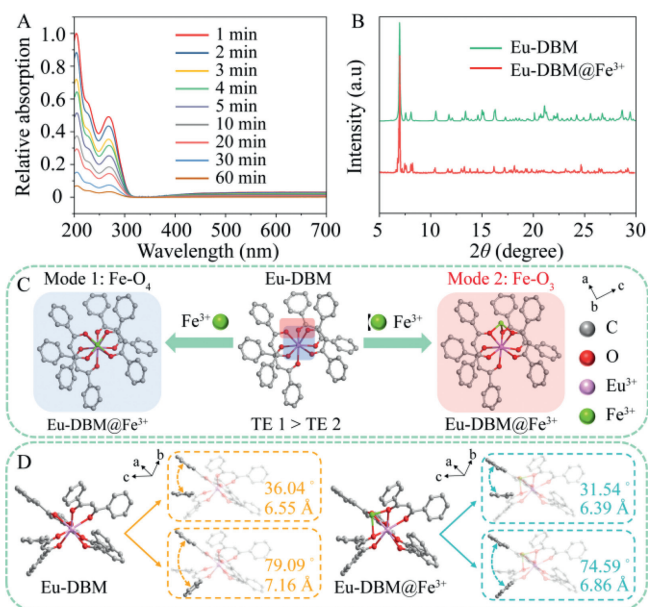 A
Relative absorption
1.0
0.8
0.6
0.4
0.2
0
1 min
2 min
3 min
4 min
5 min
10 min
20 min
30 min
60 min
200 300 400 500 600 700
Wavelength (nm)
B
Intensity (a.u)
Eu-DBM
Eu-DBM@Fe³⁺
5 10 15 20 25 30
2θ (degree)
C
Mode 1: Fe-O₄
Eu-DBM
Mode 2: Fe-O₃
Fe³⁺
Fe³⁺
Eu-DBM@Fe³⁺
TE 1 > TE 2
Eu-DBM@Fe³⁺
a
c
b
C
O
Eu³⁺
Fe³⁺
D
a
b
c
Eu-DBM
36.04 °
6.55 Å
79.09 °
7.16 Å
a
b
c
Eu-DBM@Fe³⁺
31.54 °
6.39 Å
74.59 °
6.86 Å